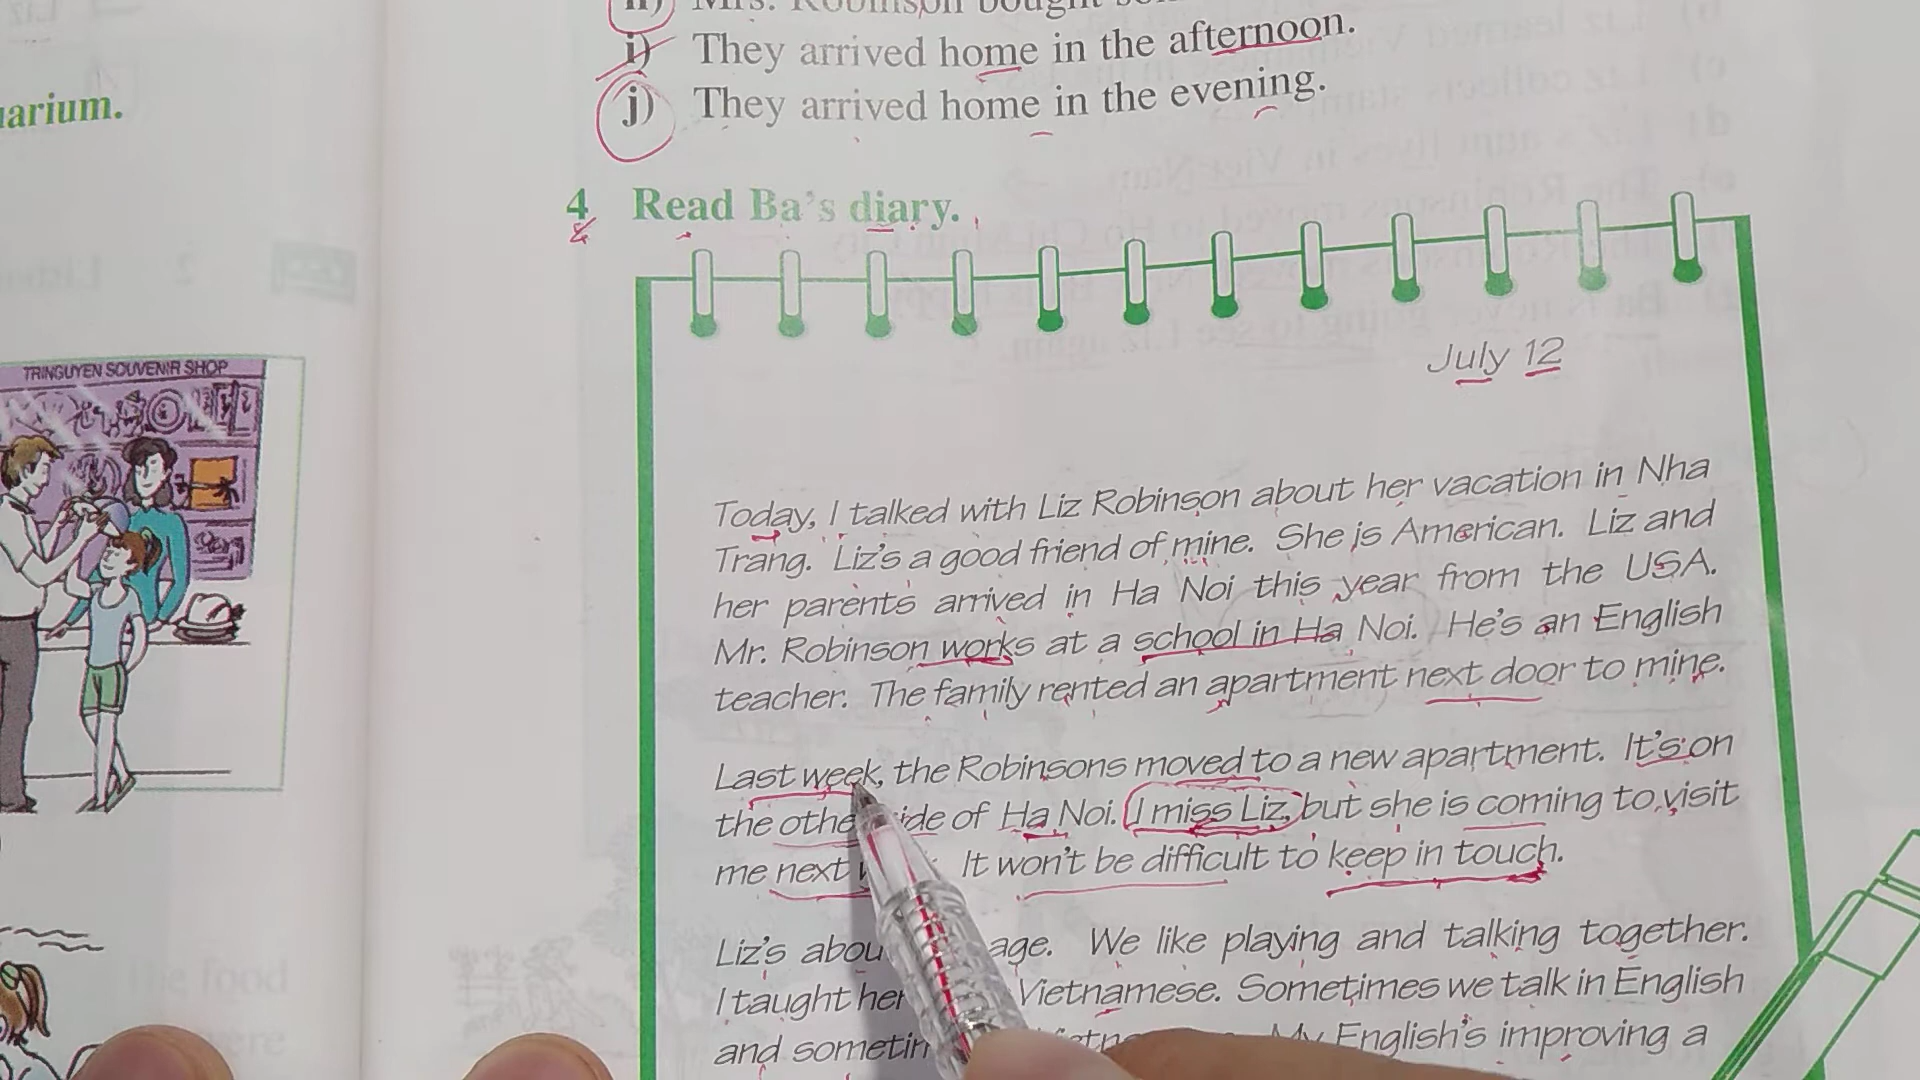 Mrs. Robinson bought
i) They arrived home in the afternoon.
j) They arrived home in the evening.
arium.
4 Read Ba's diary.
TRINGUYEN SOUVENIR SHOP
July 12
Today, I talked with Liz Robinson about her vacation in Nha
Trang. Liz's a good friend of mine. She is American. Liz and
her parents arrived in Ha Noi this year from the USA.
Mr. Robinson works at a school in Ha Noi. He's an English
teacher. The family rented an apartment next door to mine.
Last week, the Robinsons moved to a new apartment. It's on
the othe ide of Ha Noi. I miss Liz, but she is coming to visit
me next It won't be difficult to keep in touch.
Liz's abou age. We like playing and talking together.
I taught her Vietnamese. Sometimes we talk in English
and someti My English's improving a